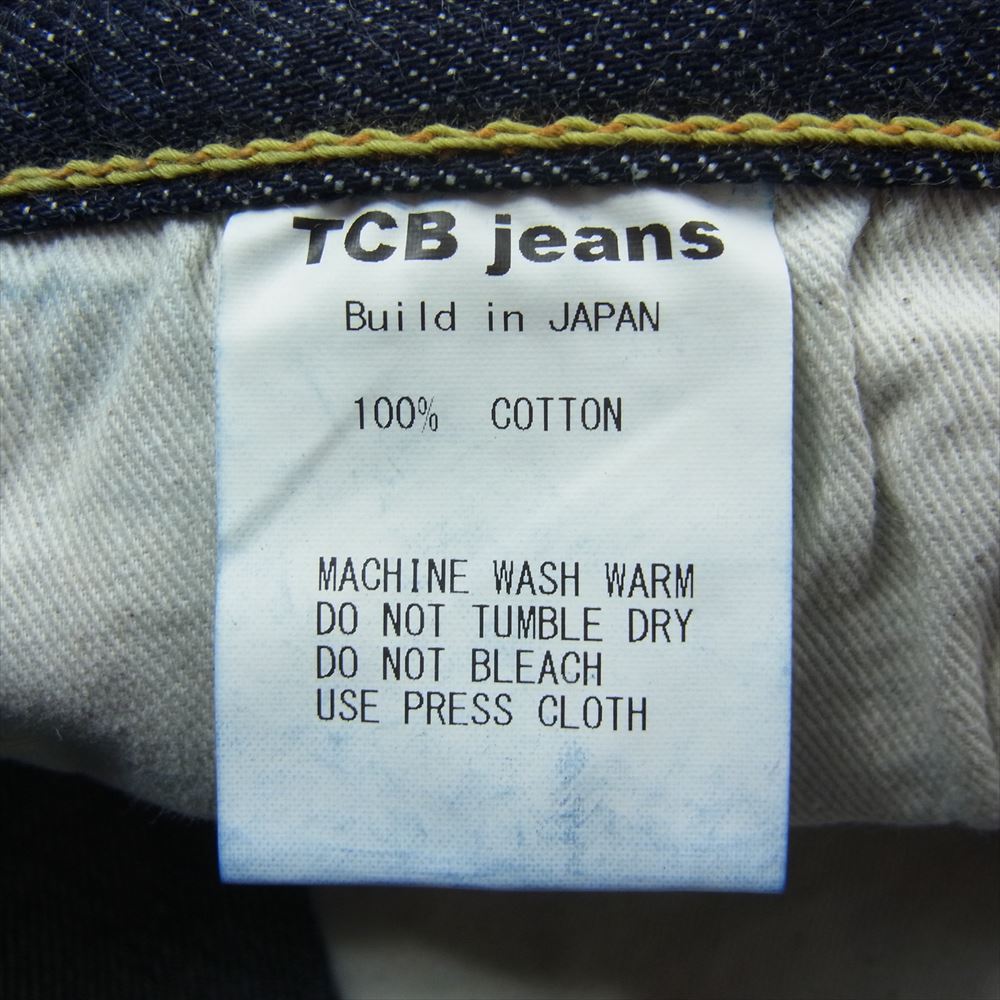 TCB jeans
Build in JAPAN
100% COTTON
MACHINE WASH WARM
DO NOT TUMBLE DRY
DO NOT BLEACH
USE PRESS CLOTH